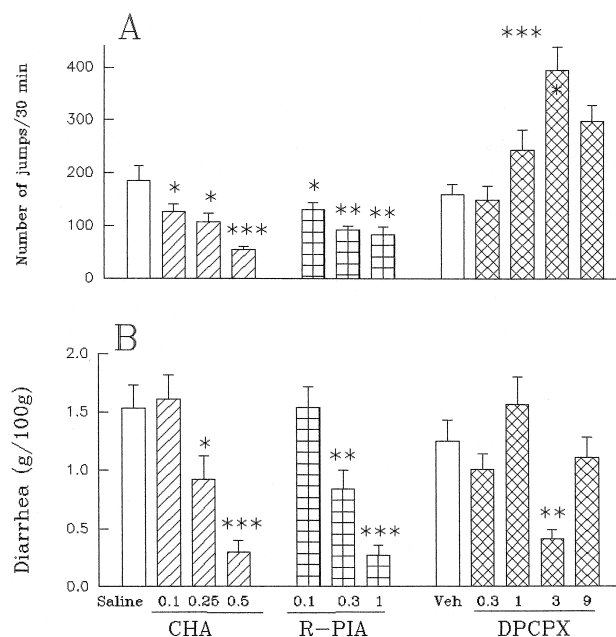 A
Number of jumps/30 min
400
300
200
100
0
* * *** * ** ** *** *
B
Diarrhea (g/100g)
2.0
1.5
1.0
0.5
0.0
* *** ** *** **
Saline 0.1 0.25 0.5 0.1 0.3 1 Veh 0.3 1 3 9
CHA R-PIA DPCPX